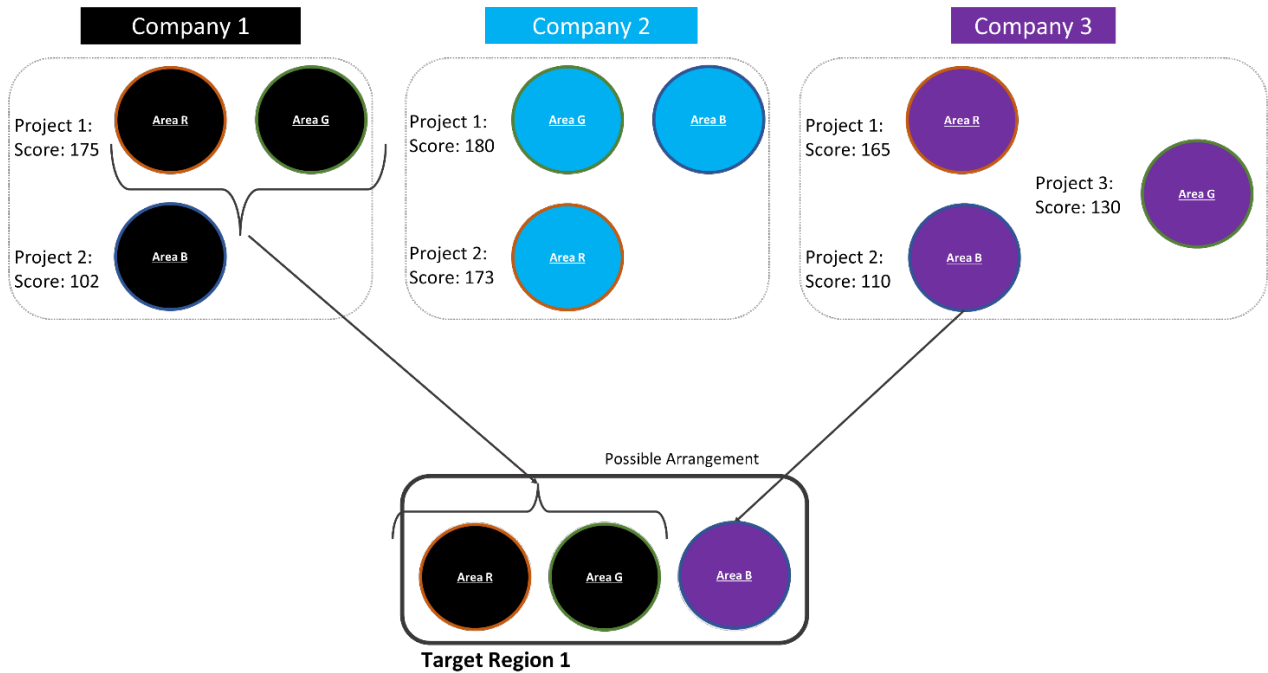 Company 1
Company 2
Company 3
Project 1:
Score: 175
Area R
Area G
Project 2:
Score: 102
Area B
Project 1:
Score: 180
Area G
Area B
Project 2:
Score: 173
Area R
Project 1:
Score: 165
Area R
Project 2:
Score: 110
Area B
Project 3:
Score: 130
Area G
Possible Arrangement
Area R
Area G
Area B
Target Region 1